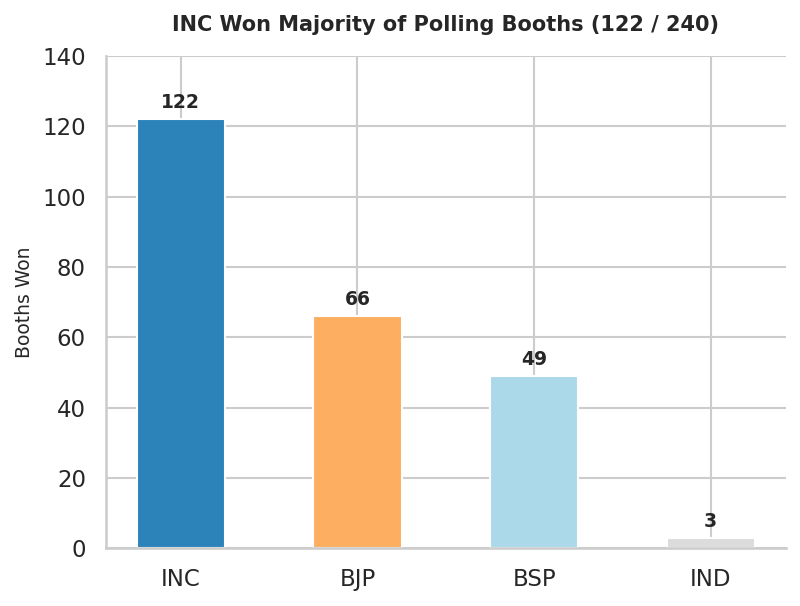 INC Won Majority of Polling Booths (122 / 240)
140
120
100
80
60
40
20
0
Booths Won
122
66
49
3
INC
BJP
BSP
IND